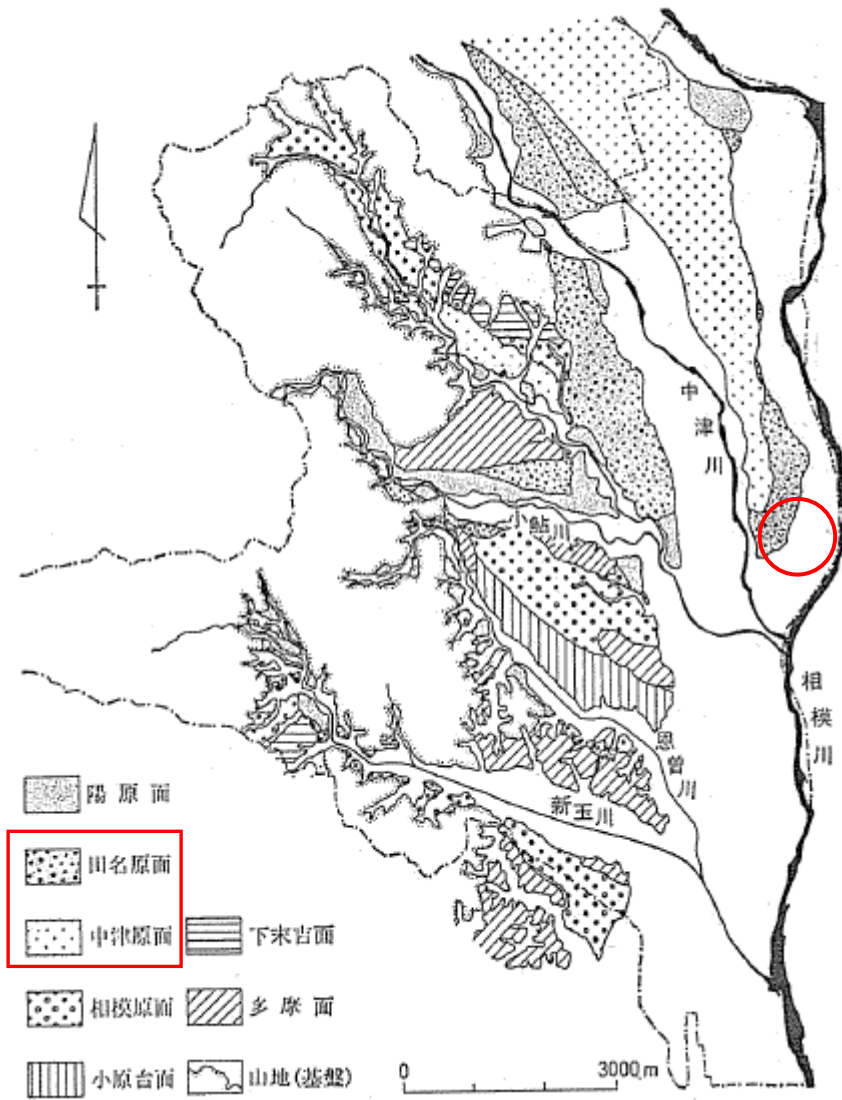 中津川
小鮎川
相模川
恩曽川
新玉川
陽原面
田名原面
中津原面
下末吉面
相模原面
多摩面
小原台面
山地(基盤)
0
3000m